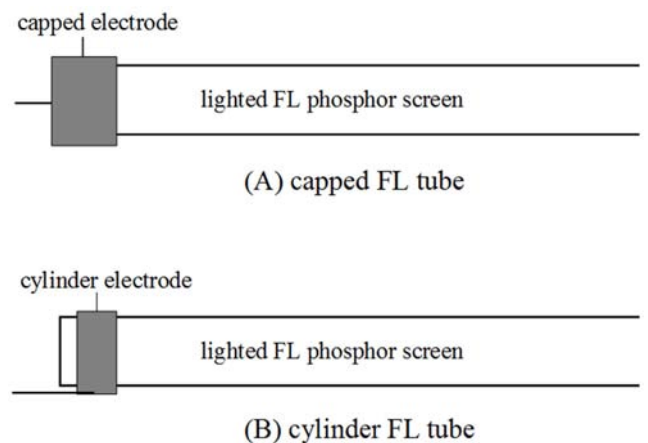 capped electrode
lighted FL phosphor screen
(A) capped FL tube
cylinder electrode
lighted FL phosphor screen
(B) cylinder FL tube